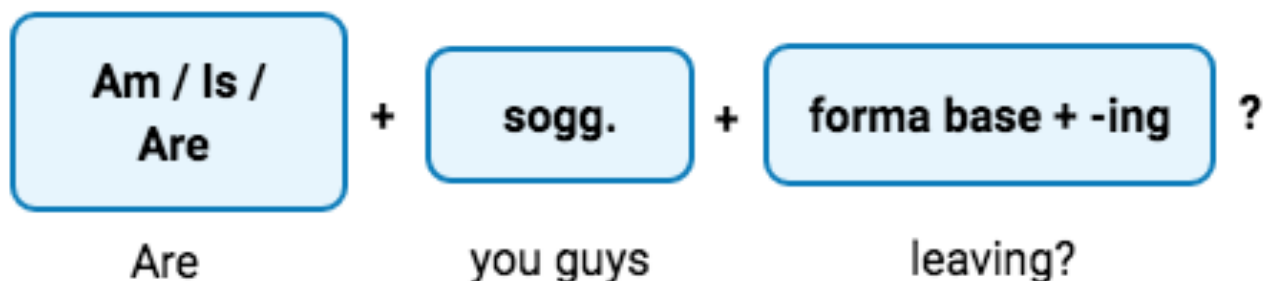 Am / Is /
Are
+
sogg.
+
forma base + -ing
?
Are
you guys
leaving?